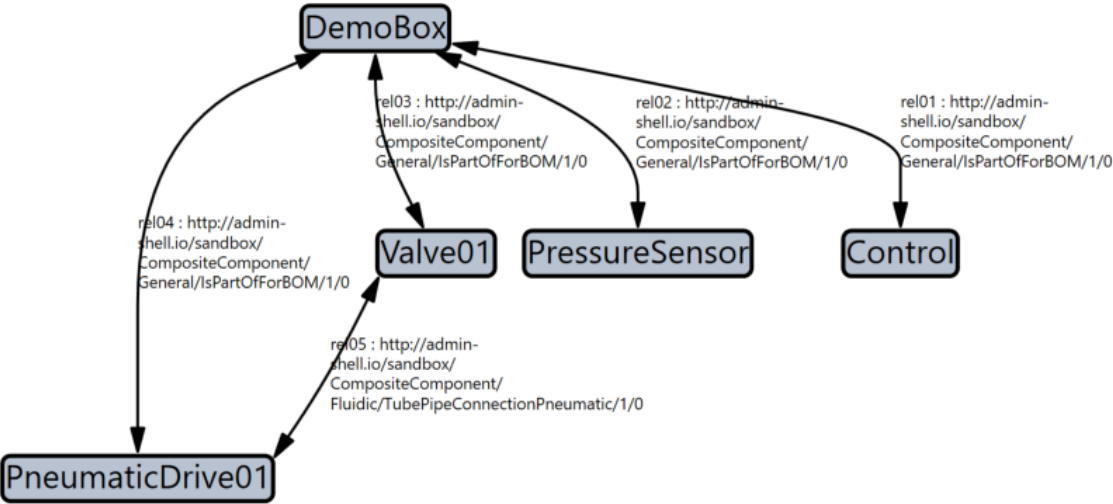 DemoBox
rel03 : http://admin-
shell.io/sandbox/
CompositeComponent/
General/IsPartOfForBOM/1/0
rel02 : http://admin-
shell.io/sandbox/
CompositeComponent/
General/IsPartOfForBOM/1/0
rel01 : http://admin-
shell.io/sandbox/
CompositeComponent/
General/IsPartOfForBOM/1/0
rel04 : http://admin-
shell.io/sandbox/
CompositeComponent/
General/IsPartOfForBOM/1/0
Valve01
PressureSensor
Control
rel05 : http://admin-
shell.io/sandbox/
CompositeComponent/
Fluidic/TubePipeConnectionPneumatic/1/0
PneumaticDrive01